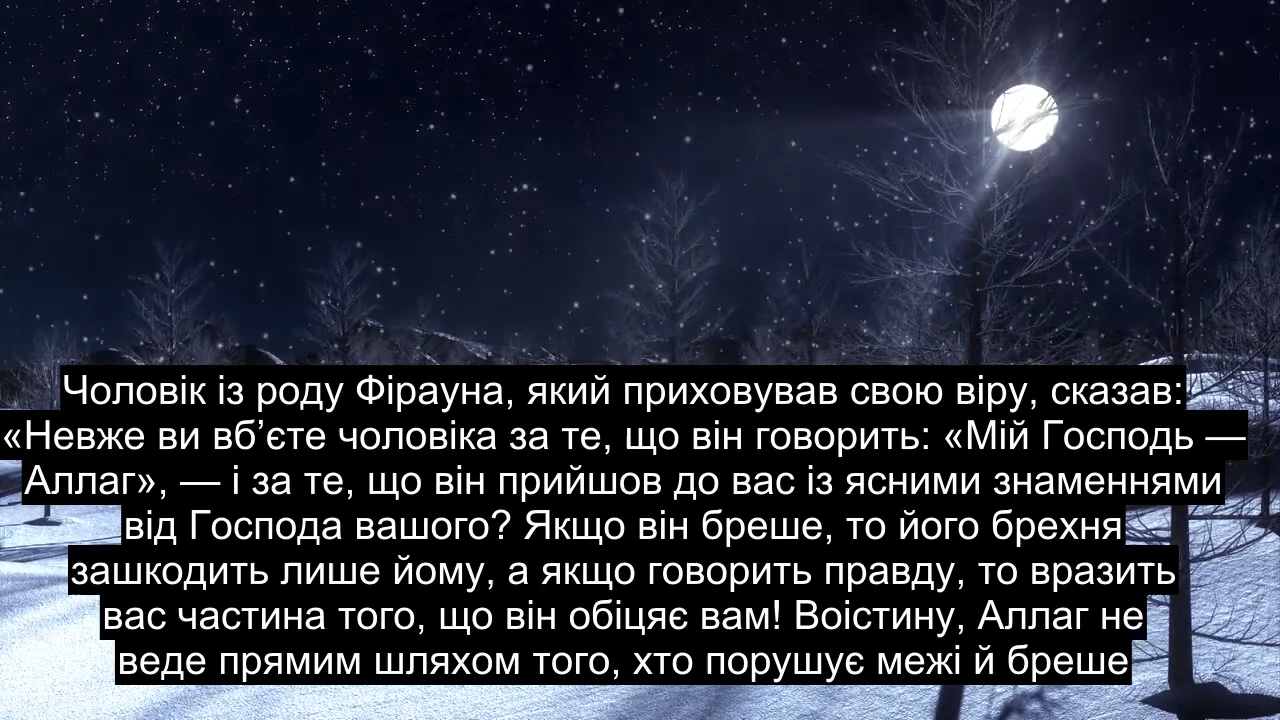 Чоловік із роду Фірауна, який приховував свою віру, сказав:
«Невже ви вб’єте чоловіка за те, що він говорить: «Мій Господь —
Аллаг», — і за те, що він прийшов до вас із ясними знаменнями
від Господа вашого? Якщо він бреше, то його брехня
зашкодить лише йому, а якщо говорить правду, то вразить
вас частина того, що він обіцяє вам! Воістину, Аллаг не
веде прямим шляхом того, хто порушує межі й бреше